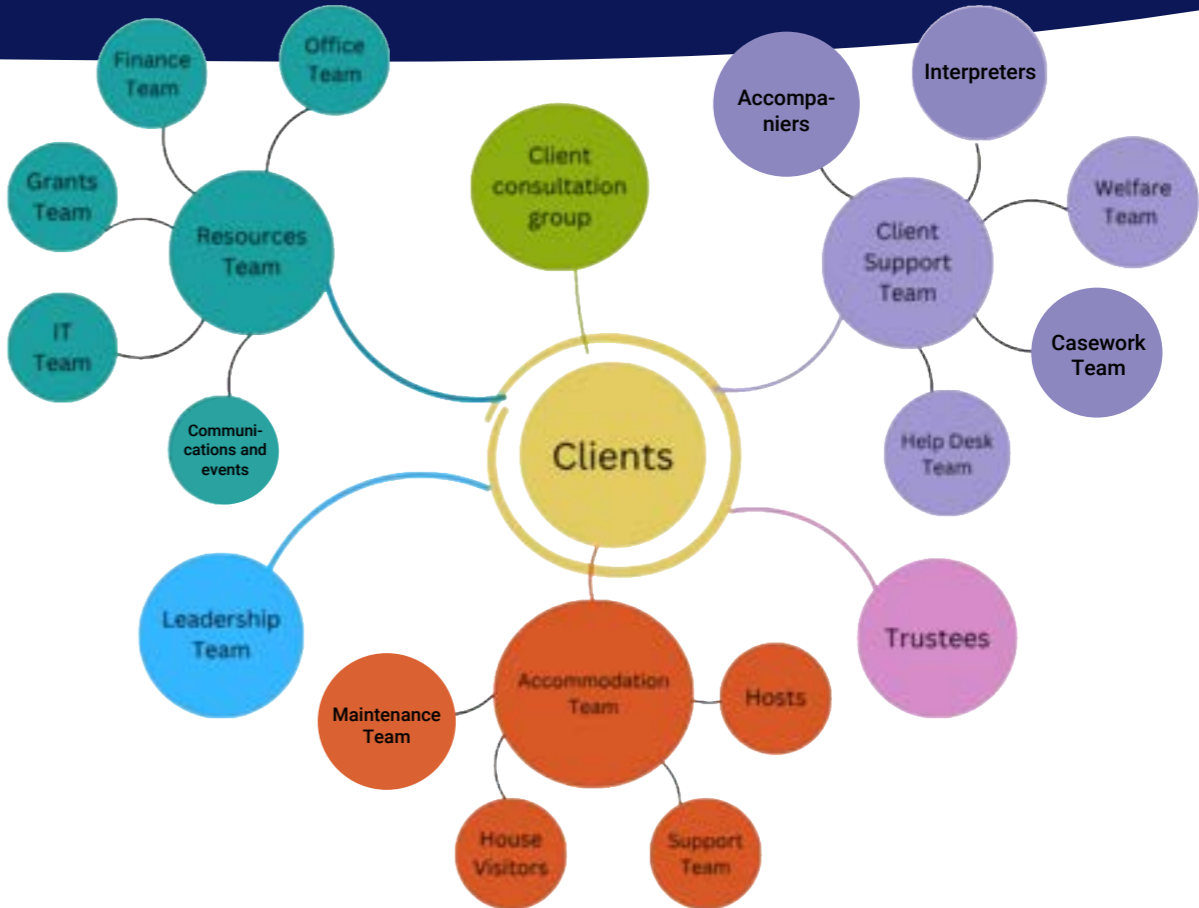 Finance
Team
Office
Team
Grants
Team
Resources
Team
IT
Team
Communi-
cations and
events
Client
consultation
group
Accompa-
niers
Interpreters
Welfare
Team
Client
Support
Team
Casework
Team
Help Desk
Team
Clients
Leadership
Team
Trustees
Accommodation
Team
Maintenance
Team
Hosts
House
Visitors
Support
Team